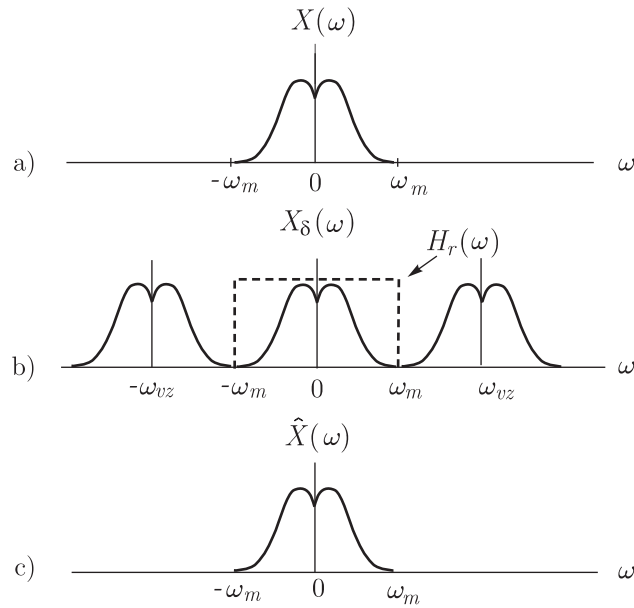 X(ω)
a)
-ω_m 0 ω_m ω
X_δ(ω)
H_r(ω)
b)
-ω_vz -ω_m 0 ω_m ω_vz ω
X̂(ω)
c)
-ω_m 0 ω_m ω